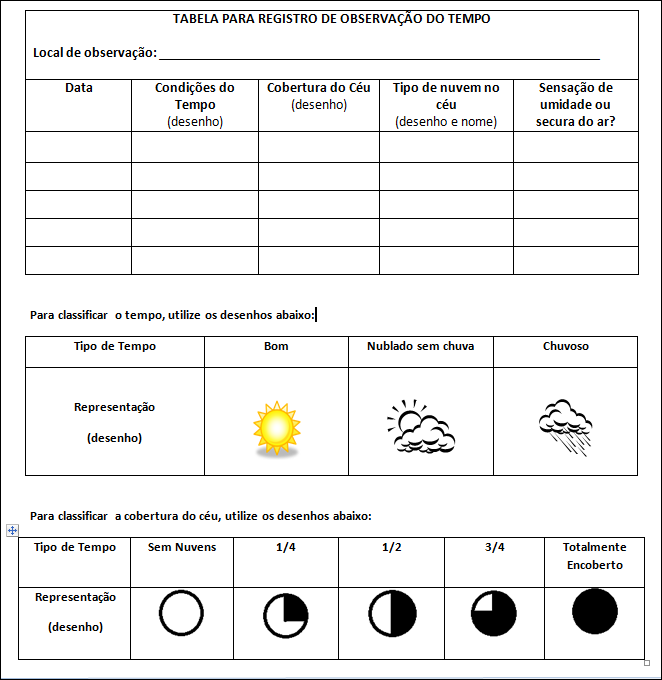 TABELA PARA REGISTRO DE OBSERVAÇÃO DO TEMPO
Local de observação: ___________________________________________________________
Data
Condições do
Tempo
(desenho)
Cobertura do Céu
(desenho)
Tipo de nuvem no
céu
(desenho e nome)
Sensação de
umidade ou
secura do ar?
Para classificar o tempo, utilize os desenhos abaixo:
Tipo de Tempo
Bom
Nublado sem chuva
Chuvoso
Representação
(desenho)
Para classificar a cobertura do céu, utilize os desenhos abaixo:
Tipo de Tempo
Sem Nuvens
1/4
1/2
3/4
Totalmente
Encoberto
Representação
(desenho)